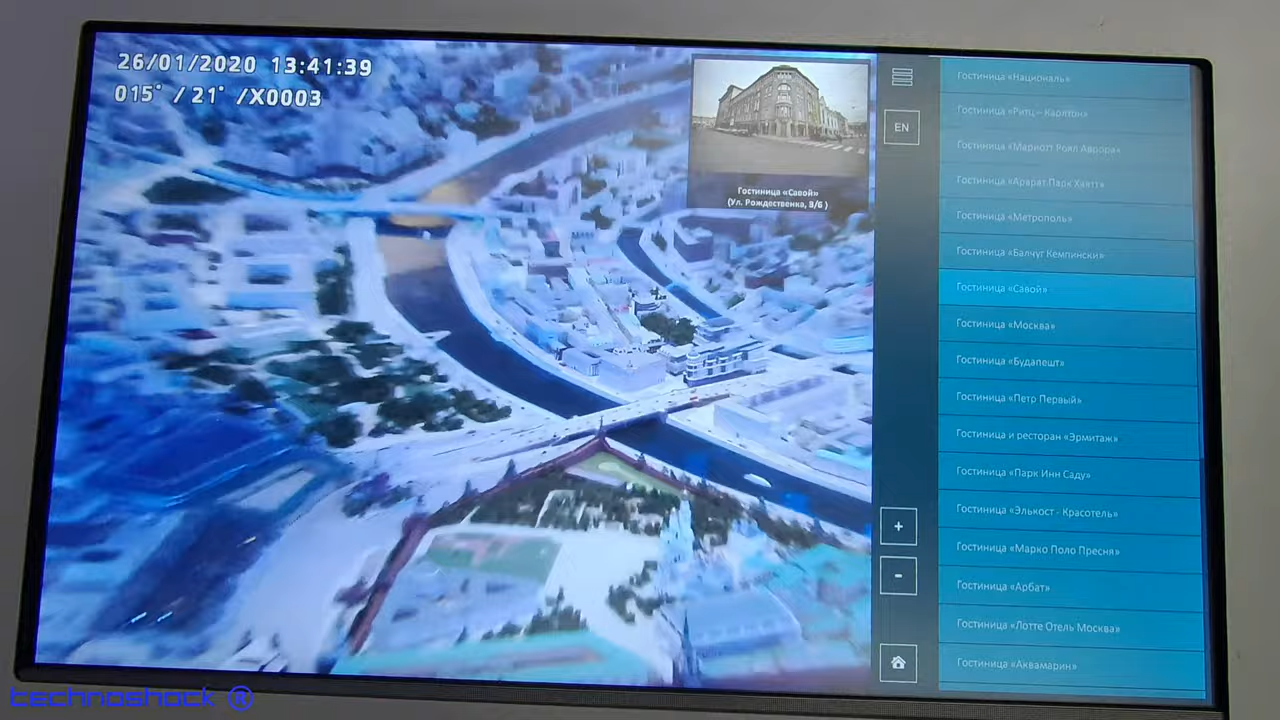 26/01/2020 13:41:39
015° / 21° /X0003
Гостиница «Савой»
(Ул. Рождественка, 3/6 )
EN
+
-
Гостиница «Националь»
Гостиница «Ритц – Карлтон»
Гостиница «Мариотт Роял Аврора»
Гостиница «Арарат Парк Хаятт»
Гостиница «Метрополь»
Гостиница «Балчуг Кемпински»
Гостиница «Савой»
Гостиница «Москва»
Гостиница «Будапешт»
Гостиница «Петр Первый»
Гостиница и ресторан «Эрмитаж»
Гостиница «Парк Инн Саду»
Гостиница «Элькост - Красотель»
Гостиница «Марко Поло Пресня»
Гостиница «Арбат»
Гостиница «Лотте Отель Москва»
Гостиница «Аквамарин»
technoshock ®